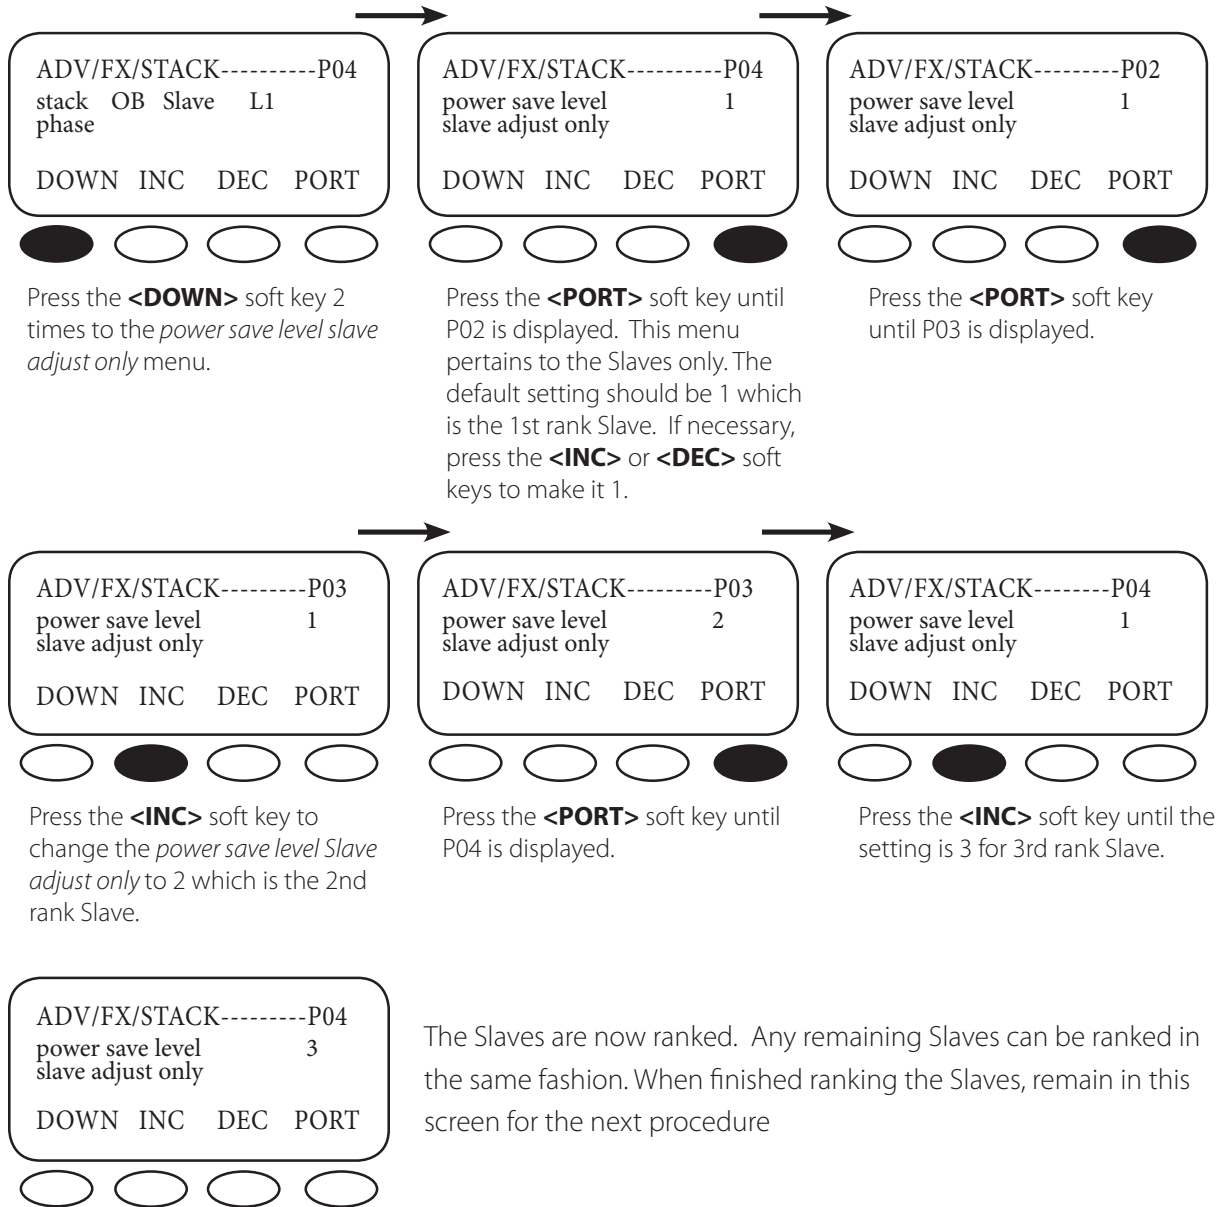 ADV/FX/STACK----------P04
stack OB Slave L1
phase
DOWN INC DEC PORT
Press the <DOWN> soft key 2
times to the power save level slave
adjust only menu.
ADV/FX/STACK----------P04
power save level 1
slave adjust only
DOWN INC DEC PORT
Press the <PORT> soft key until
P02 is displayed. This menu
pertains to the Slaves only. The
default setting should be 1 which
is the 1st rank Slave. If necessary,
press the <INC> or <DEC> soft
keys to make it 1.
ADV/FX/STACK---------P02
power save level 1
slave adjust only
DOWN INC DEC PORT
Press the <PORT> soft key
until P03 is displayed.
ADV/FX/STACK---------P03
power save level 1
slave adjust only
DOWN INC DEC PORT
Press the <INC> soft key to
change the power save level Slave
adjust only to 2 which is the 2nd
rank Slave.
ADV/FX/STACK---------P03
power save level 2
slave adjust only
DOWN INC DEC PORT
Press the <PORT> soft key until
P04 is displayed.
ADV/FX/STACK--------P04
power save level 1
slave adjust only
DOWN INC DEC PORT
Press the <INC> soft key until the
setting is 3 for 3rd rank Slave.
ADV/FX/STACK---------P04
power save level 3
slave adjust only
DOWN INC DEC PORT
The Slaves are now ranked. Any remaining Slaves can be ranked in
the same fashion. When finished ranking the Slaves, remain in this
screen for the next procedure